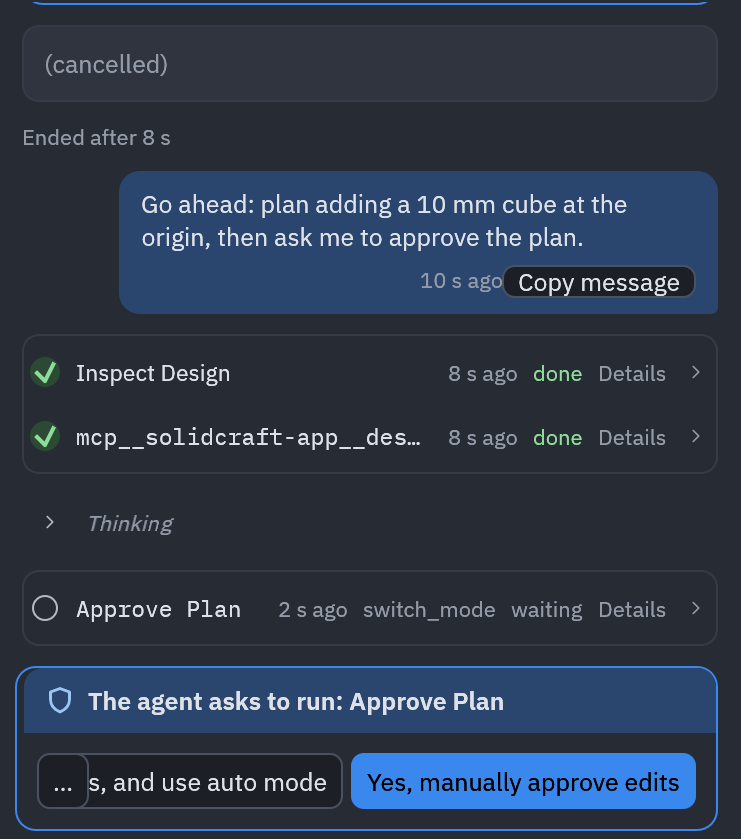 (cancelled)
Ended after 8 s
Go ahead: plan adding a 10 mm cube at the
origin, then ask me to approve the plan.
10 s ago Copy message
Inspect Design 8 s ago done Details
mcp__solidcraft-app__des… 8 s ago done Details
Thinking
Approve Plan 2 s ago switch_mode waiting Details
The agent asks to run: Approve Plan
... s, and use auto mode Yes, manually approve edits